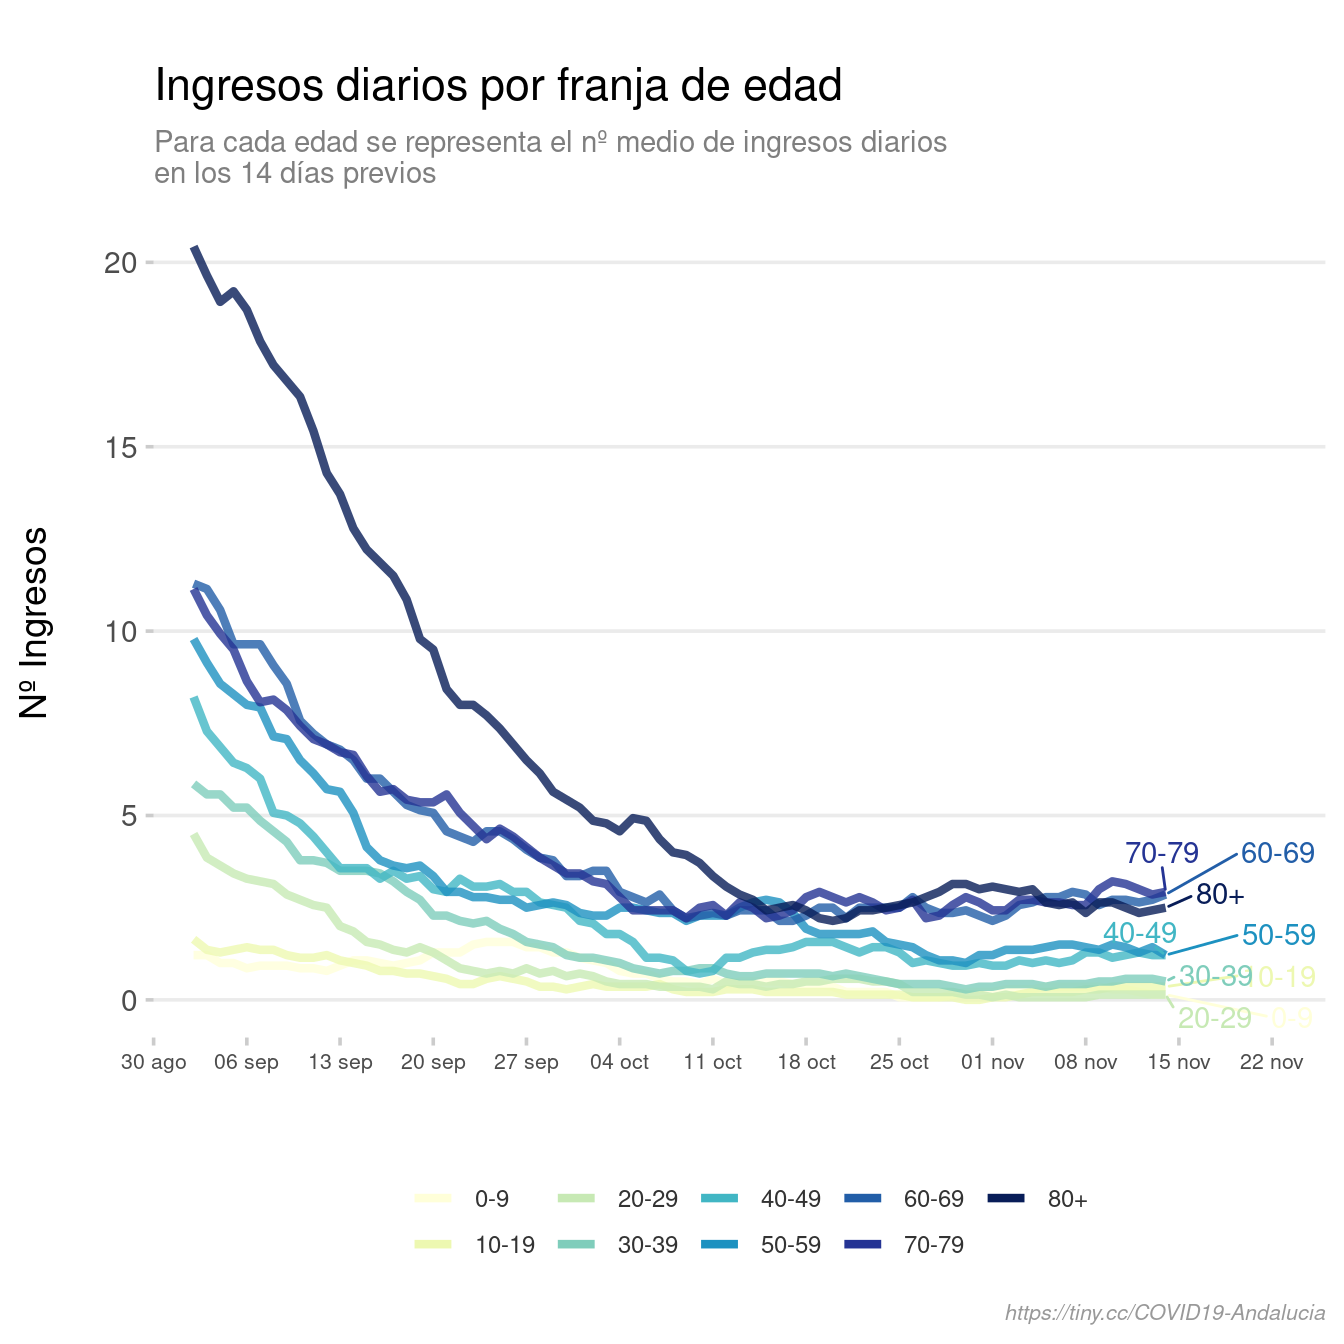 Ingresos diarios por franja de edad
Para cada edad se representa el nº medio de ingresos diarios
en los 14 días previos
Nº Ingresos
20
15
10
5
0
70-79
60-69
80+
40-49
50-59
30-39
10-19
20-29
0-9
30 ago
06 sep
13 sep
20 sep
27 sep
04 oct
11 oct
18 oct
25 oct
01 nov
08 nov
15 nov
22 nov
0-9
20-29
40-49
60-69
80+
10-19
30-39
50-59
70-79
https://tiny.cc/COVID19-Andalucia